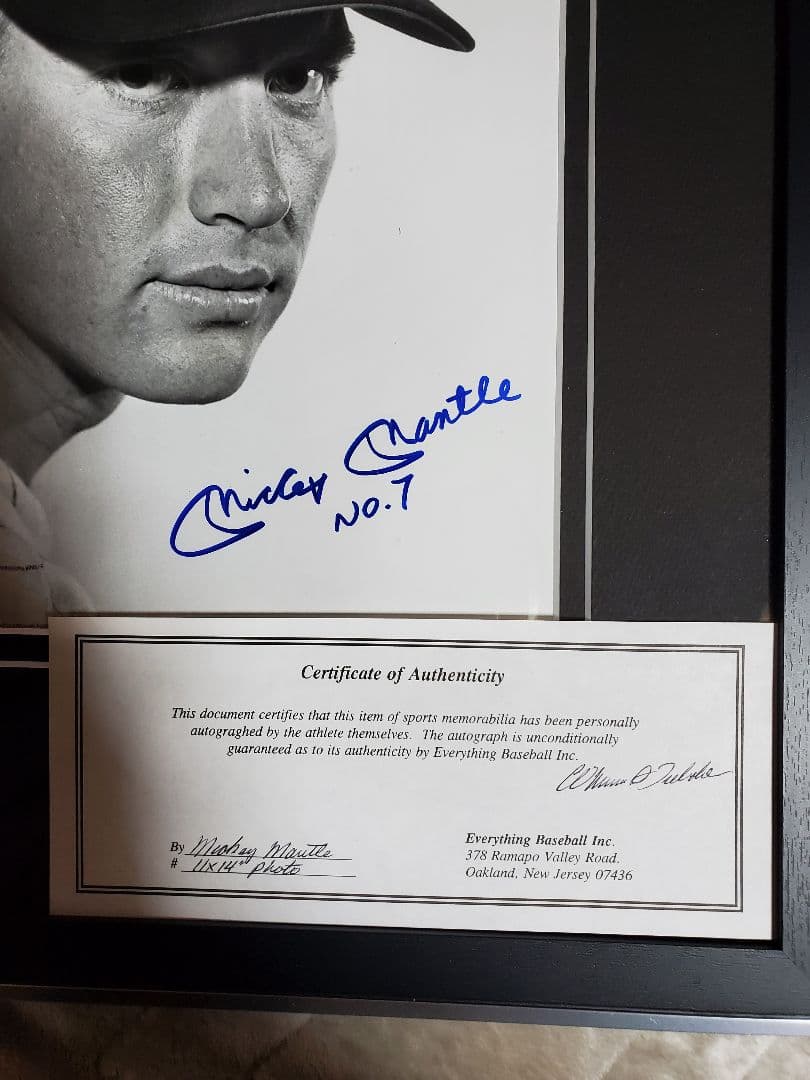 Mickey Mantle
No. 7
Certificate of Authenticity
This document certifies that this item of sports memorabilia has been personally
autograghed by the athlete themselves. The autograph is unconditionally
guaranteed as to its authenticity by Everything Baseball Inc.
By Mickey Mantle
# 11x14" photo
Everything Baseball Inc.
378 Ramapo Valley Road.
Oakland, New Jersey 07436